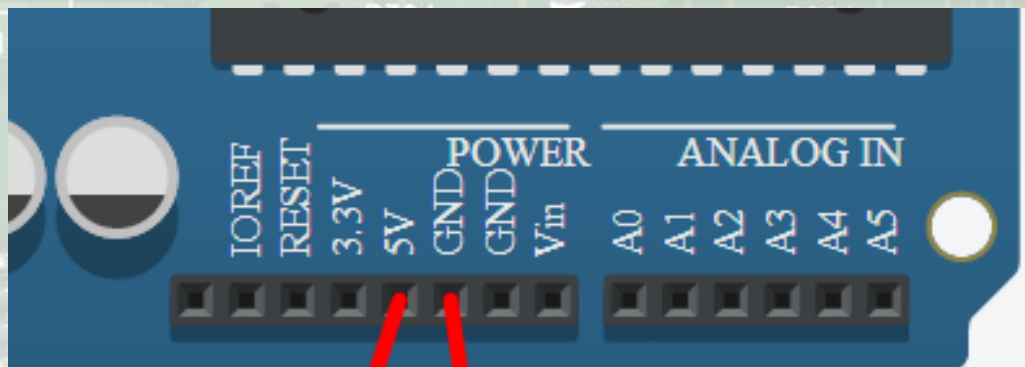 POWER ANALOG IN
IOREF RESET 3.3V 5V GND GND Vin A0 A1 A2 A3 A4 A5